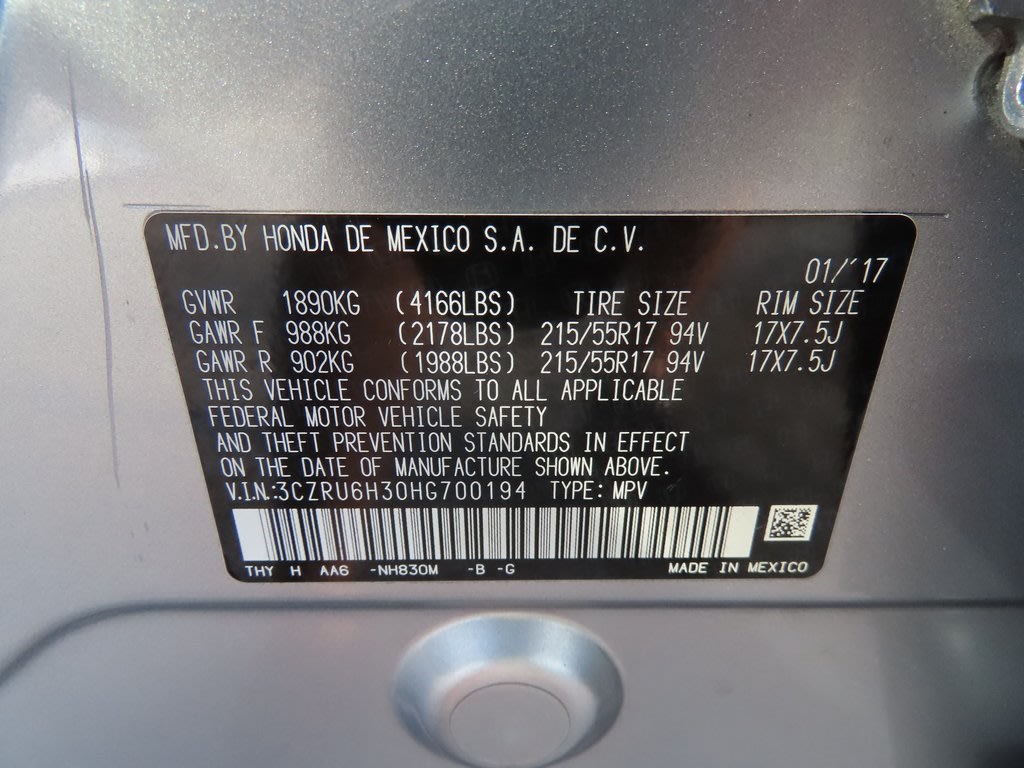 MFD.BY HONDA DE MEXICO S.A. DE C.V.
01/'17
GVWR 1890KG (4166LBS) TIRE SIZE RIM SIZE
GAWR F 988KG (2178LBS) 215/55R17 94V 17X7.5J
GAWR R 902KG (1988LBS) 215/55R17 94V 17X7.5J
THIS VEHICLE CONFORMS TO ALL APPLICABLE
FEDERAL MOTOR VEHICLE SAFETY
AND THEFT PREVENTION STANDARDS IN EFFECT
ON THE DATE OF MANUFACTURE SHOWN ABOVE.
V.I.N.:3CZRU6H30HG700194 TYPE: MPV
THY H AA6 -NH830M -B -G MADE IN MEXICO